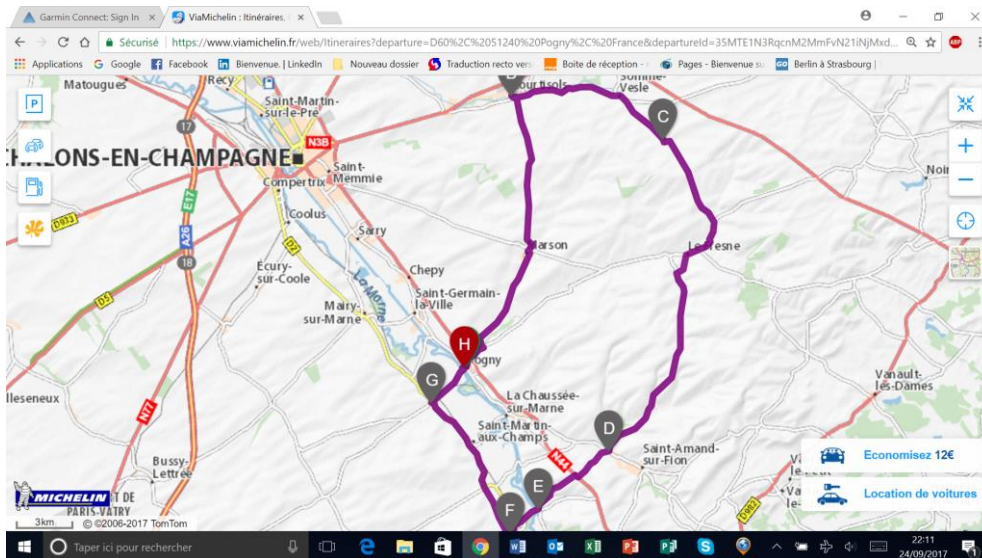 Garmin Connect: Sign In
ViaMichelin : Itinéraires,
Sécurisé
https://www.viamichelin.fr/web/Itineraires?departure=D60%2C%2051240%20Pogny%2C%20France&departureId=35MTE1N3RqcnM2MmFvN21iNjMxd...
ABP
Applications
Google
Facebook
Bienvenue. | LinkedIn
Nouveau dossier
Traduction recto vers
Boite de réception -
Pages - Bienvenue su
Berlin à Strasbourg |
Matougues
Recy
Saint-Martin-
sur-le-Pré
Vesle
P
17
N3B
C
CHALONS-EN-CHAMPAGNE
Saint-
Memmie
Compertrix
Noir
Coolus
E17
D933
A26
D2
Sarry
Marson
18
Écury-
sur-Coole
Chepy
La Marne
D5
Saint-Germain-
la-Ville
Mairy-
sur-Marne
H
G
Vanault-
les-Dames
lleseneux
La Chaussée-
sur-Marne
N77
Saint-Martin-
aux-Champs
D
Saint-Amand-
sur-Fion
Bussy-
Lettrée
N44
Economisez 12€
E
MICHELIN
T DE
PARIS-VATRY
F
D982
Location de voitures
3km
© ©2006-2017 TomTom
Taper ici pour rechercher
22:11
24/09/2017